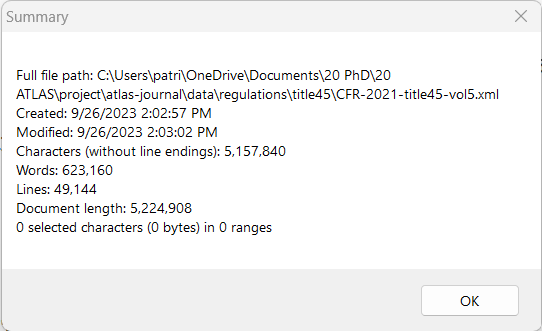 Summary
Full file path: C:\Users\patri\OneDrive\Documents\20 PhD\20
ATLAS\project\atlas-journal\data\regulations\title45\CFR-2021-title45-vol5.xml
Created: 9/26/2023 2:02:57 PM
Modified: 9/26/2023 2:03:02 PM
Characters (without line endings): 5,157,840
Words: 623,160
Lines: 49,144
Document length: 5,224,908
0 selected characters (0 bytes) in 0 ranges
OK